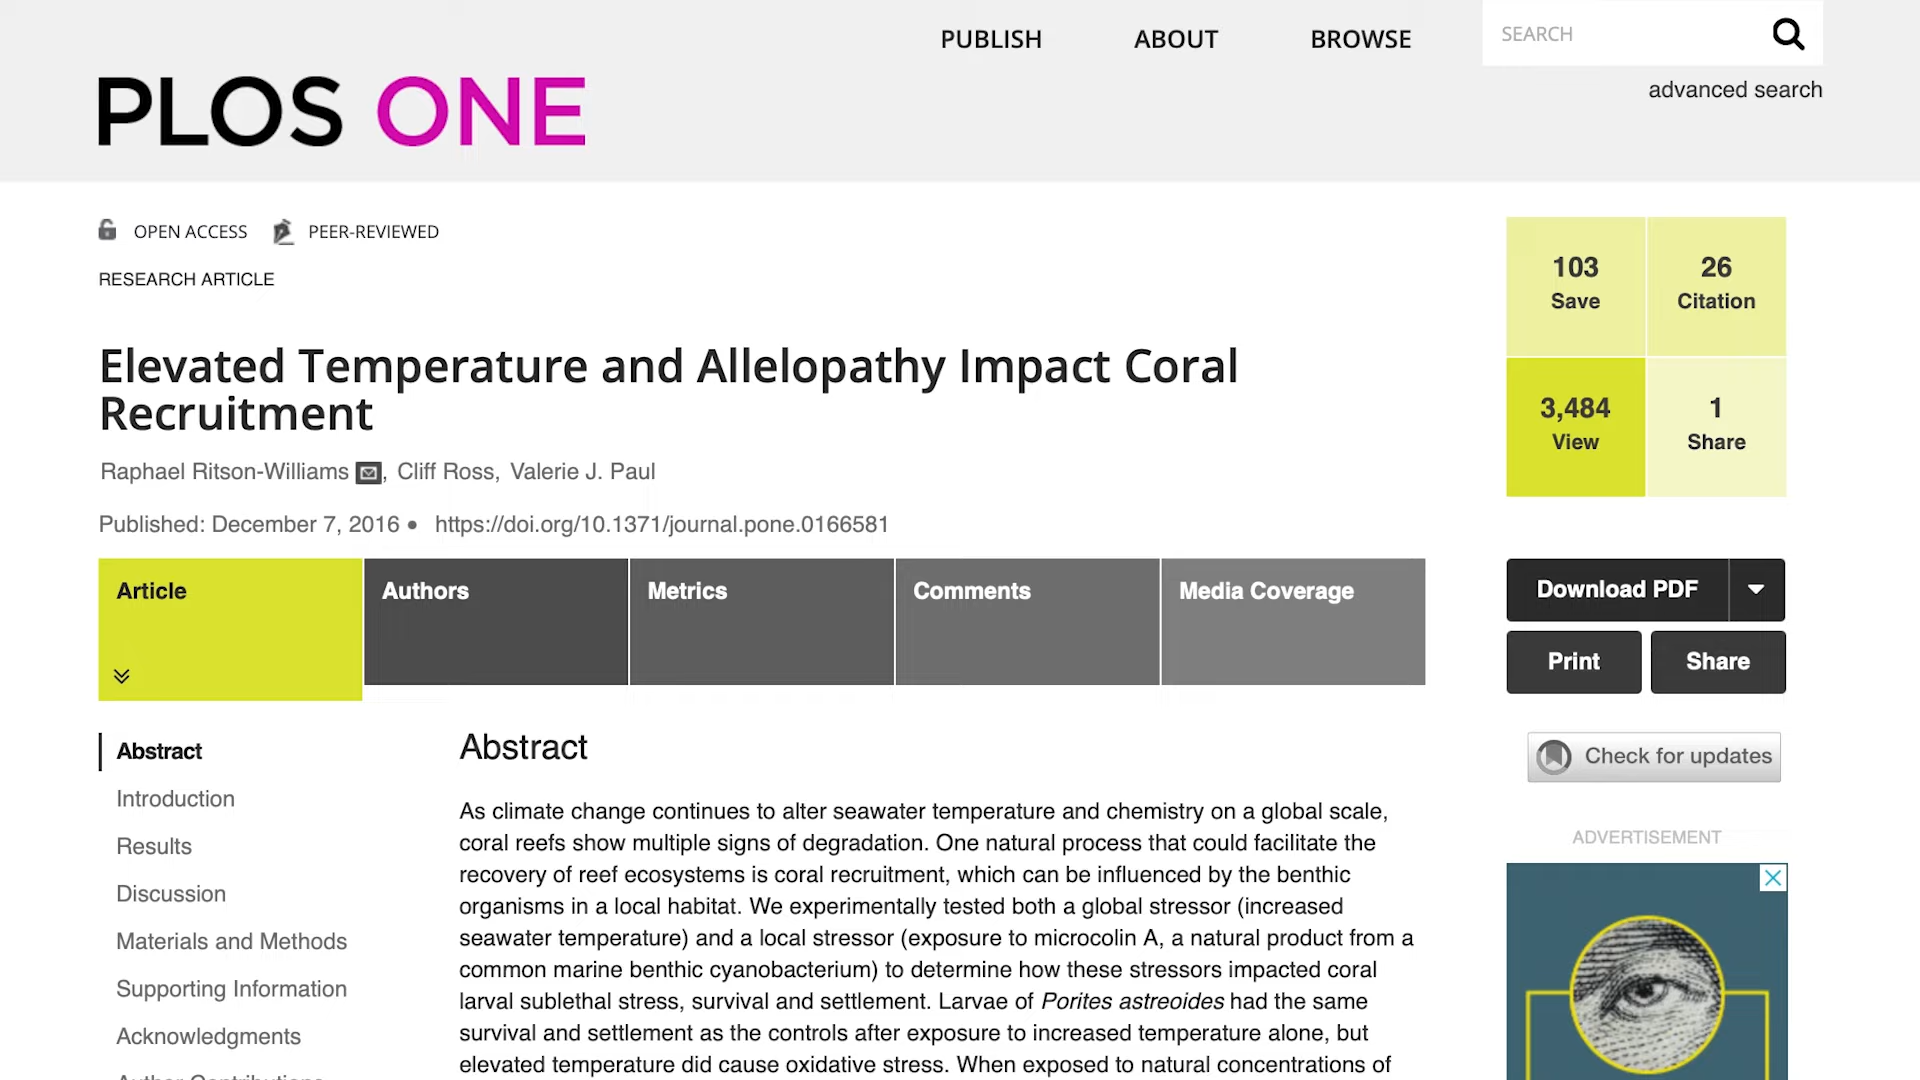 PUBLISH
ABOUT
BROWSE
SEARCH
advanced search
PLOS ONE
OPEN ACCESS
PEER-REVIEWED
RESEARCH ARTICLE
103
Save
26
Citation
3,484
View
1
Share
Elevated Temperature and Allelopathy Impact Coral
Recruitment
Raphael Ritson-Williams, Cliff Ross, Valerie J. Paul
Published: December 7, 2016 • https://doi.org/10.1371/journal.pone.0166581
Article
Authors
Metrics
Comments
Media Coverage
Download PDF
Print
Share
Check for updates
ADVERTISEMENT
Abstract
Introduction
Results
Discussion
Materials and Methods
Supporting Information
Acknowledgments
Author Contributions
Abstract
As climate change continues to alter seawater temperature and chemistry on a global scale,
coral reefs show multiple signs of degradation. One natural process that could facilitate the
recovery of reef ecosystems is coral recruitment, which can be influenced by the benthic
organisms in a local habitat. We experimentally tested both a global stressor (increased
seawater temperature) and a local stressor (exposure to microcolin A, a natural product from a
common marine benthic cyanobacterium) to determine how these stressors impacted coral
larval sublethal stress, survival and settlement. Larvae of Porites astreoides had the same
survival and settlement as the controls after exposure to increased temperature alone, but
elevated temperature did cause oxidative stress. When exposed to natural concentrations of